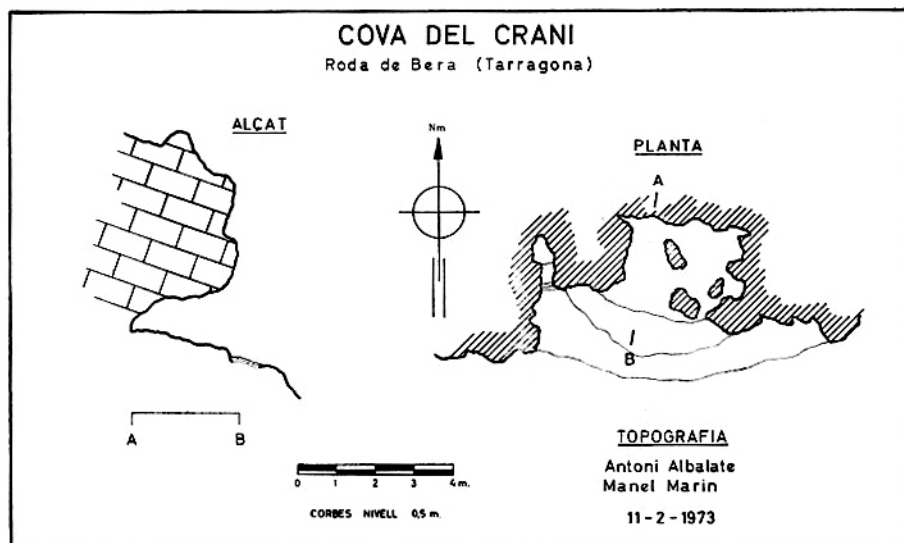 COVA DEL CRANI
Roda de Bera (Tarragona)
ALÇAT
Nm
PLANTA
A
B
A B
0 1 2 3 4 m.
CORBES NIVELL 0,5 m.
TOPOGRAFIA
Antoni Albalate
Manel Marin
11-2-1973